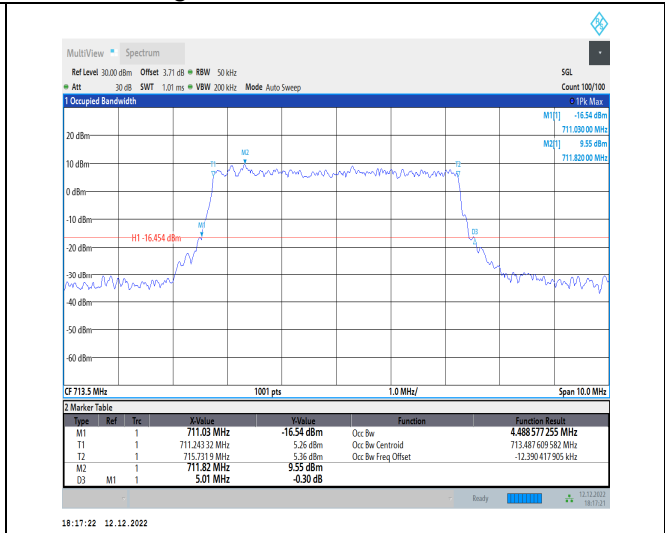 MultiView Spectrum
Ref Level 30.00 dBm Offset 3.71 dB RBW 50 kHz SGL
Att 30 dB SWT 1.01 ms VBW 200 kHz Mode Auto Sweep Count 100/100
1 Occupied Bandwidth 1Pk Max
M1[1] -16.54 dBm
711.030 00 MHz
M2[1] 9.55 dBm
711.820 00 MHz
20 dBm
M2
10 dBm
T1 T2
0 dBm
-10 dBm
M1
D3
H1 -16.454 dBm
-20 dBm
-30 dBm
-40 dBm
-50 dBm
-60 dBm
CF 713.5 MHz 1001 pts 1.0 MHz/ Span 10.0 MHz
2 Marker Table
Type Ref Trc X-Value Y-Value Function Function Result
M1 1 711.03 MHz -16.54 dBm Occ Bw 4.488 577 255 MHz
T1 1 711.243 32 MHz 5.26 dBm Occ Bw Centroid 713.487 609 582 MHz
T2 1 715.731 9 MHz 5.36 dBm Occ Bw Freq Offset -12.390 417 905 kHz
M2 1 711.82 MHz 9.55 dBm
D3 M1 1 5.01 MHz -0.30 dB
Ready 12.12.2022
18:17:21
18:17:22 12.12.2022